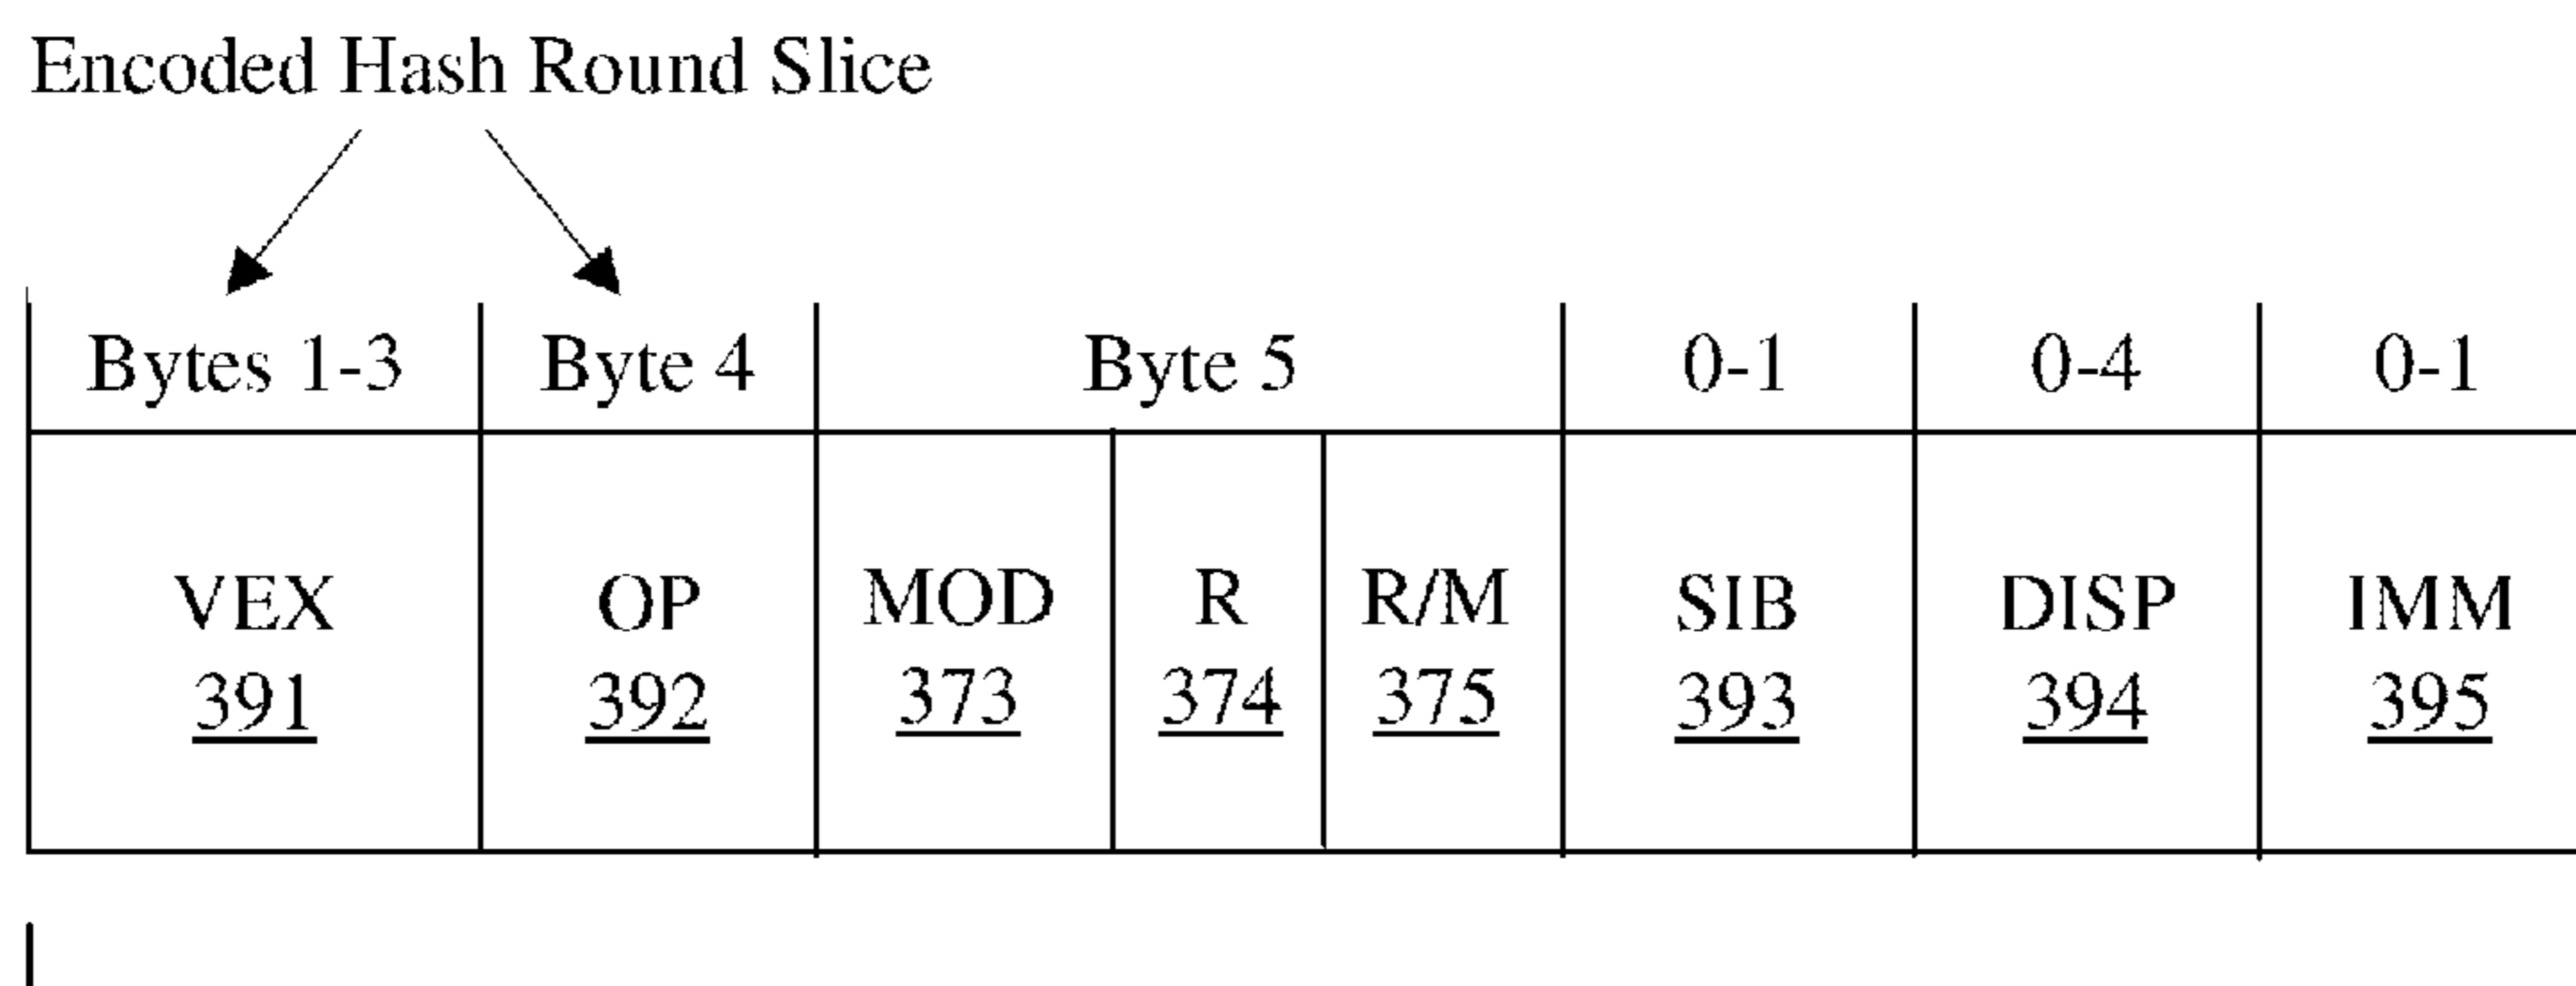 Encoded Hash Round Slice
Bytes 1-3 Byte 4 Byte 5 0-1 0-4 0-1
VEX OP MOD R R/M SIB DISP IMM
391 392 373 374 375 393 394 395